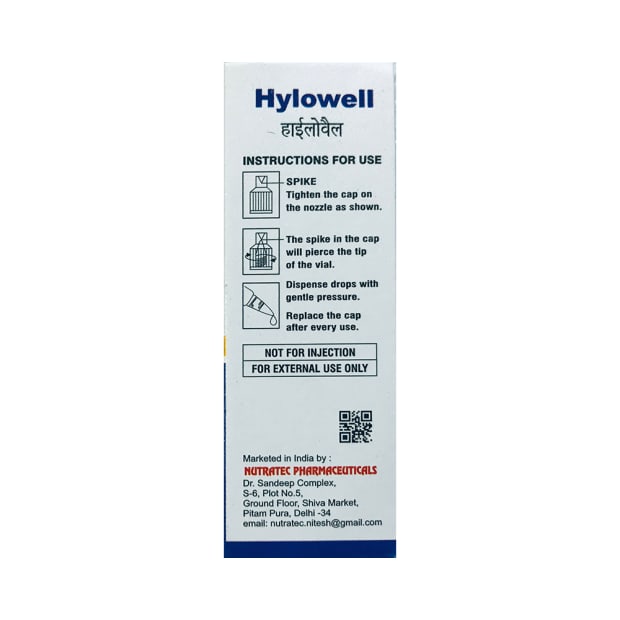 Hylowell
हाईलोवैल
INSTRUCTIONS FOR USE
SPIKE
Tighten the cap on
the nozzle as shown.
The spike in the cap
will pierce the tip
of the vial.
Dispense drops with
gentle pressure.
Replace the cap
after every use.
NOT FOR INJECTION
FOR EXTERNAL USE ONLY
Marketed in India by :
NUTRATEC PHARMACEUTICALS
Dr. Sandeep Complex,
S-6, Plot No.5,
Ground Floor, Shiva Market,
Pitam Pura, Delhi -34
email: nutratec.nitesh@gmail.com